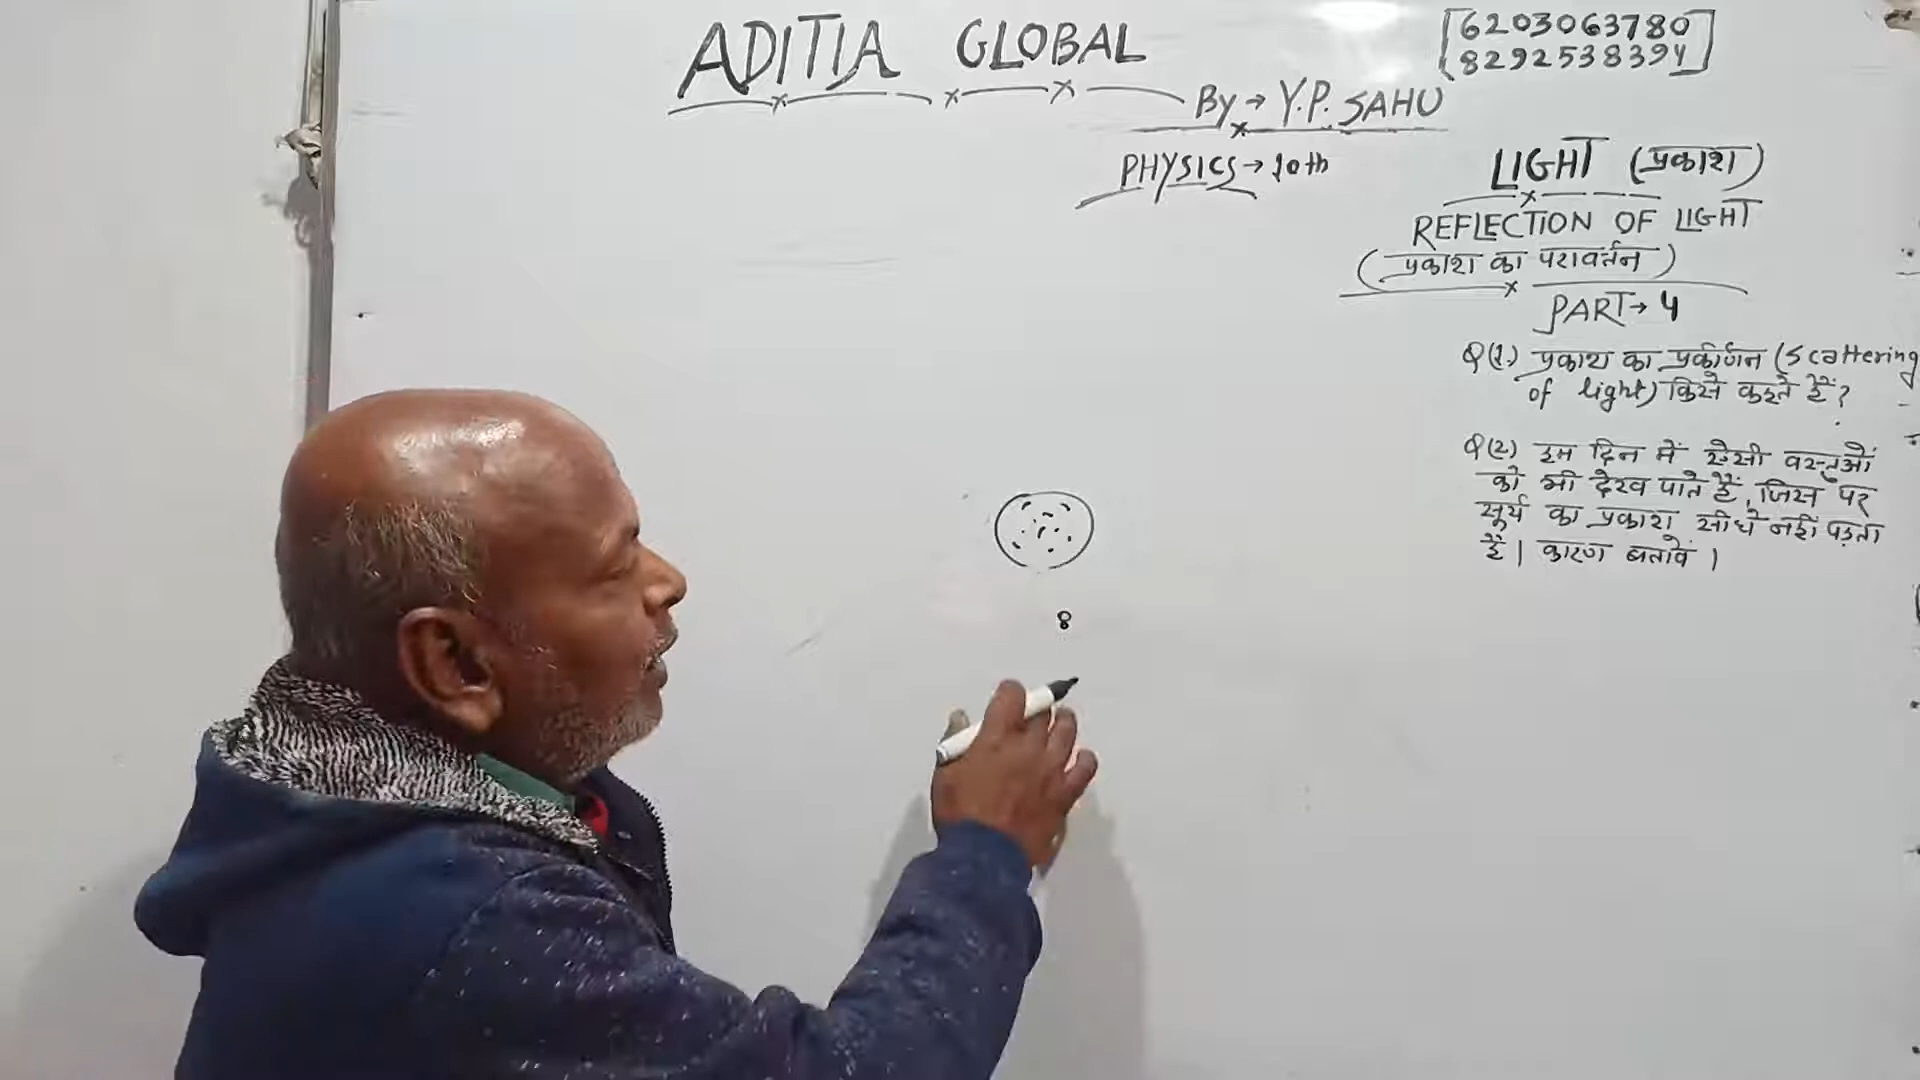 ADITIA GLOBAL
[6203063780
8292538394]
By → Y.P. SAHU
PHYSICS → 10th
LIGHT (प्रकाश)
REFLECTION OF LIGHT
(प्रकाश का परावर्तन)
PART → 4
Q(1.) प्रकाश का प्रकीर्णन (Scattering
of light) किसे कहते हैं?
Q(2) हम दिन में ऐसी वस्तुओं
को भी देख पाते हैं, जिस पर
सूर्य का प्रकाश सीधे नहीं पड़ता
है। कारण बतावें।
8